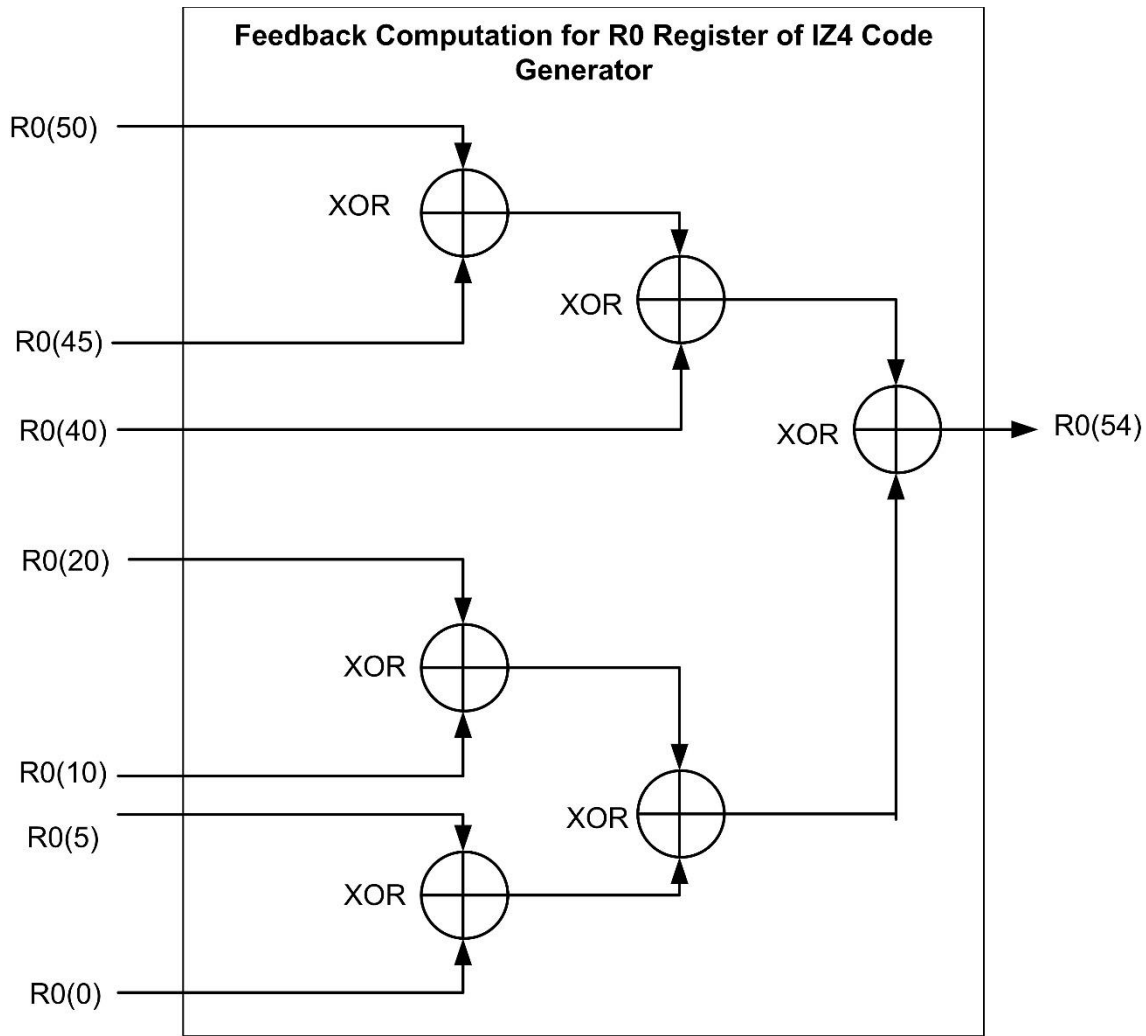 Feedback Computation for R0 Register of IZ4 Code
Generator
R0(50)
XOR
R0(45)
XOR
R0(40)
XOR
R0(54)
R0(20)
XOR
R0(10)
XOR
R0(5)
XOR
R0(0)